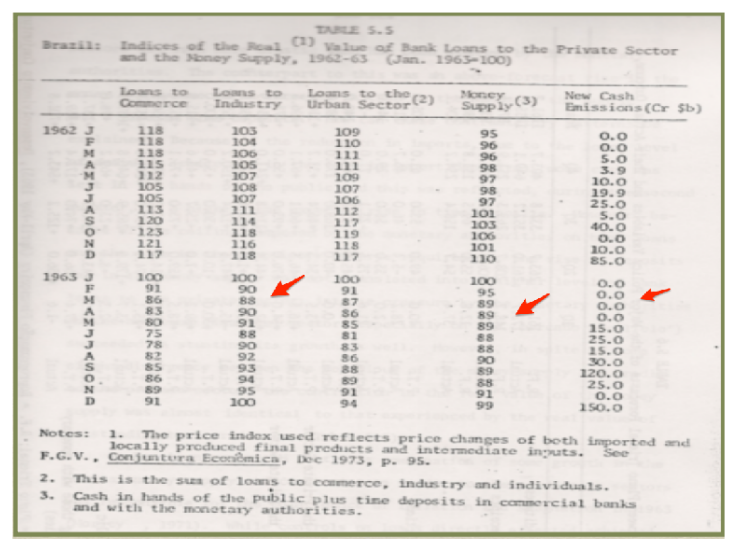 TABLE 5.5
Brazil: Indices of the Real (1) Value of Bank Loans to the Private Sector
and the Money Supply, 1962-63 (Jan. 1963=100)
Loans to Loans to Loans to the Money New Cash
Commerce Industry Urban Sector(2) Supply(3) Emissions(Cr $b)
1962 J 118 103 109 95 0.0
F 118 104 110 96 0.0
M 118 106 111 96 5.0
A 115 105 111 98 3.9
M 112 107 109 97 10.0
J 105 108 107 98 19.9
J 105 107 106 97 25.0
A 113 111 112 101 5.0
S 120 114 117 103 40.0
O 123 118 119 106 0.0
N 121 116 118 101 10.0
D 117 118 117 110 85.0
1963 J 100 100 100 100 0.0
F 91 90 91 95 0.0
M 86 88 87 89 0.0
A 83 90 86 89 0.0
M 80 91 85 89 15.0
J 75 88 81 88 25.0
J 78 90 83 88 15.0
A 82 92 86 90 30.0
S 85 93 88 89 120.0
O. 86 94 89 88 25.0
N 89 95 91 91 0.0
D 91 100 94 99 150.0
Notes: 1. The price index used reflects price changes of both imported and
locally produced final products and intermediate inputs. See
F.G.V., Conjuntura Econômica, Dec 1973, p. 95.
2. This is the sum of loans to commerce, industry and individuals.
3. Cash in hands of the public plus time deposits in commercial banks
and with the monetary authorities.